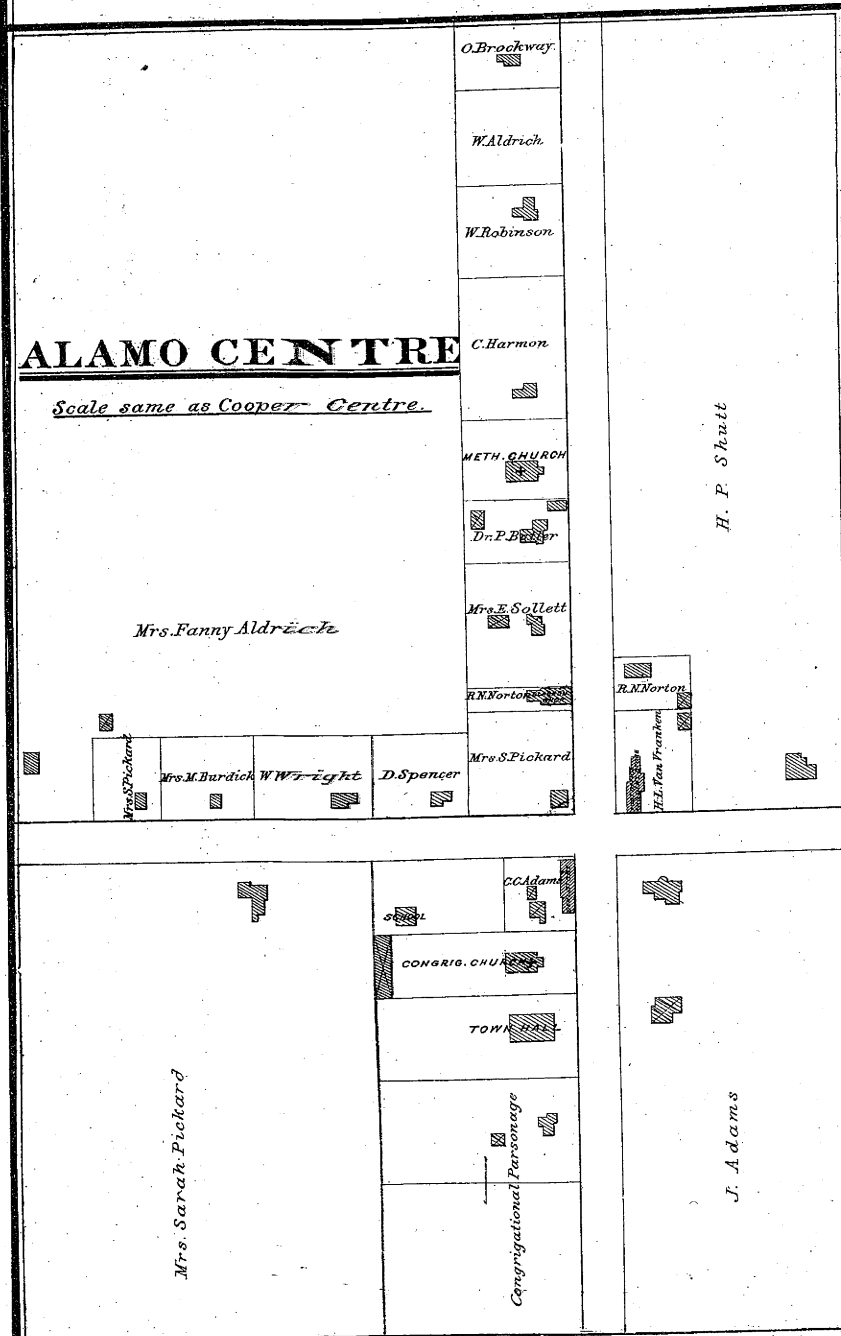 O.Brockway.
W.Aldrich
W.Robinson
ALAMO CENTRE
Scale same as Cooper Centre.
C.Harmon
H. P. Shutt
METH. CHURCH
Dr.P.Butler
Mrs.E.Sollett
Mrs.Fanny Aldrich
R.N.Norton
R.N.Norton
Mrs.S.Pickard
Mrs.M.Burdick
W.Wright
D.Spencer
Mrs.S.Pickard
H.L.Van Vranken
C.C.Adams
SCHOOL
CONGRIG. CHURCH
TOWN HALL
Mrs. Sarah Pickard
Congrigational Parsonage
J. Adams